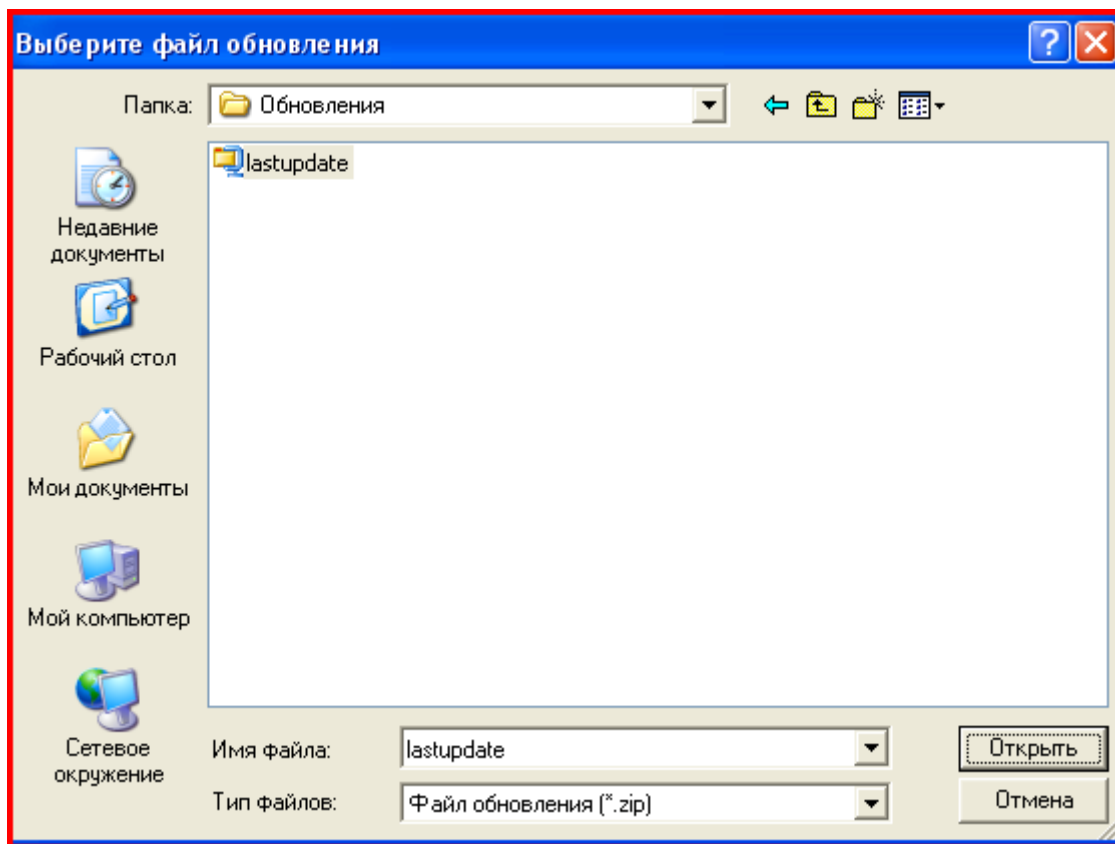 Выберите файл обновления
Папка:
Обновления
lastupdate
Недавние
документы
Рабочий стол
Мои документы
Мой компьютер
Сетевое
окружение
Имя файла:
lastupdate
Открыть
Тип файлов:
Файл обновления (*.zip)
Отмена